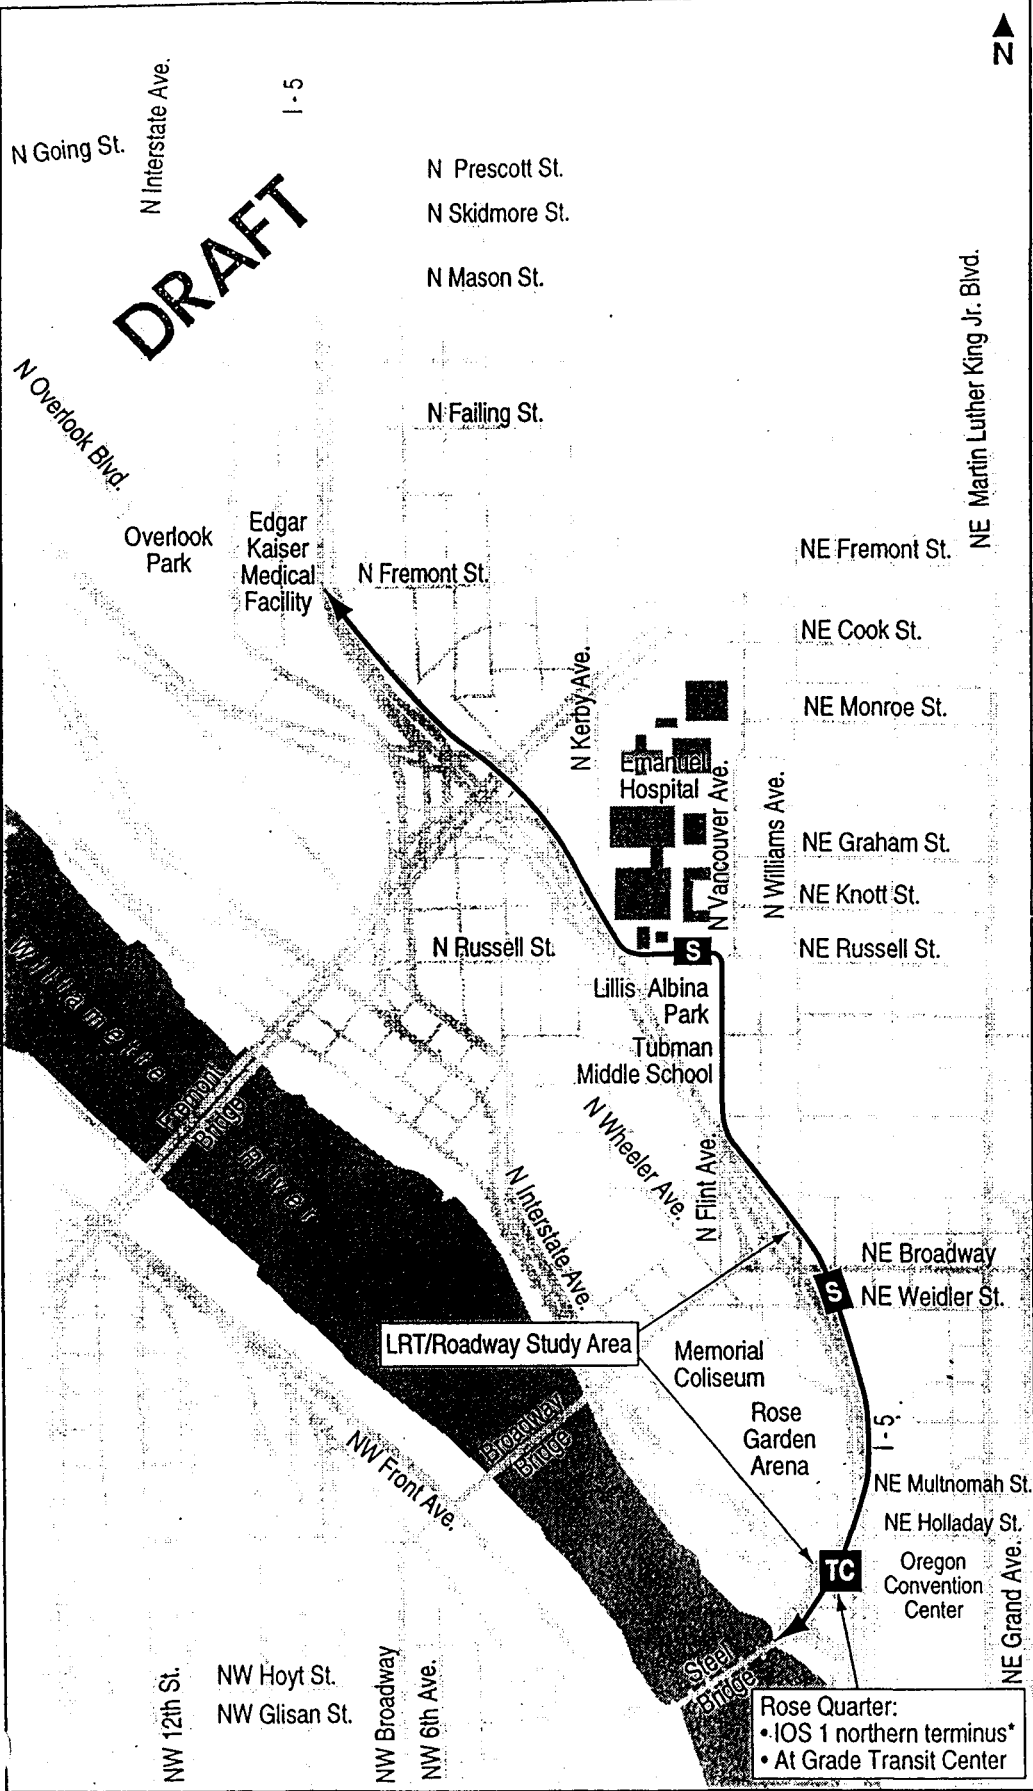 N
N Going St.
N Interstate Ave.
I-5
DRAFT
N Prescott St.
N Skidmore St.
N Mason St.
N Failing St.
NE Martin Luther King Jr. Blvd.
N Overlook Blvd.
Overlook
Park
Edgar
Kaiser
Medical
Facility
N Fremont St.
NE Fremont St.
NE Cook St.
N Kerby Ave.
NE Monroe St.
Emanuel
Hospital
N Vancouver Ave.
N Williams Ave.
NE Graham St.
NE Knott St.
N Russell St.
S
NE Russell St.
Lillis Albina
Park
Tubman
Middle School
Willamette
River
Fremont
Bridge
N Wheeler Ave.
N Flint Ave.
N Interstate Ave.
NE Broadway
S
NE Weidler St.
LRT/Roadway Study Area
Memorial
Coliseum
Rose
Garden
Arena
I-5
Broadway
Bridge
NW Front Ave.
NE Multnomah St.
NE Holladay St.
TC
Oregon
Convention
Center
NE Grand Ave.
Steel
Bridge
NW 12th St.
NW Hoyt St.
NW Glisan St.
NW Broadway
NW 6th Ave.
Rose Quarter:
• IOS 1 northern terminus*
• At Grade Transit Center